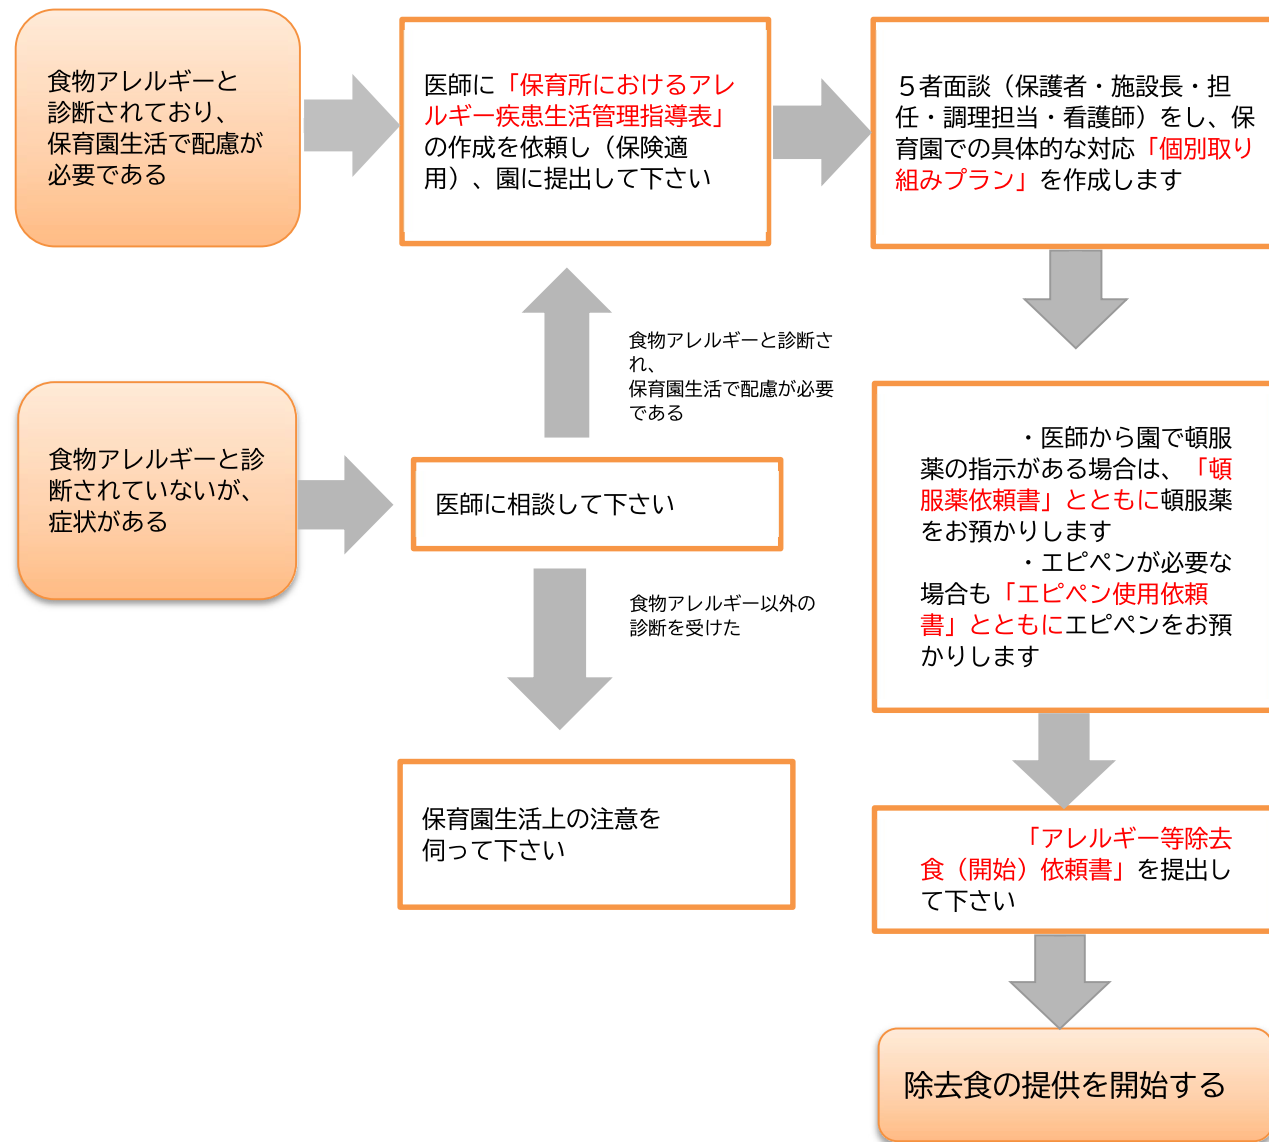 食物アレルギーと
診断されており、
保育園生活で配慮が
必要である
医師に「保育所におけるアレ
ルギー疾患生活管理指導表」
の作成を依頼し（保険適
用）、園に提出して下さい
５者面談（保護者・施設長・担
任・調理担当・看護師）をし、保
育園での具体的な対応「個別取り
組みプラン」を作成します
食物アレルギーと診断さ
れ、
保育園生活で配慮が必要
である
食物アレルギーと診
断されていないが、
症状がある
医師に相談して下さい
・医師から園で頓服
薬の指示がある場合は、「頓
服薬依頼書」とともに頓服薬
をお預かりします
・エピペンが必要な
場合も「エピペン使用依頼
書」とともにエピペンをお預
かりします
食物アレルギー以外の
診断を受けた
保育園生活上の注意を
伺って下さい
「アレルギー等除去
食（開始）依頼書」を提出し
て下さい
除去食の提供を開始する